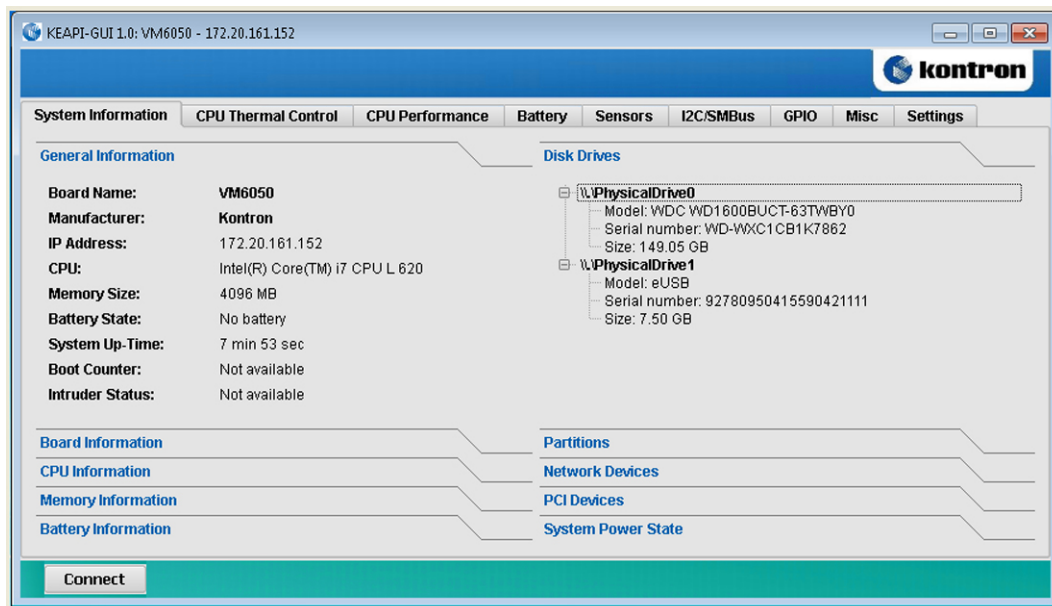 KEAPI-GUI 1.0: VM6050 - 172.20.161.152
kontron
System Information CPU Thermal Control CPU Performance Battery Sensors I2C/SMBus GPIO Misc Settings
General Information
Board Name: VM6050
Manufacturer: Kontron
IP Address: 172.20.161.152
CPU: Intel(R) Core(TM) i7 CPU L 620
Memory Size: 4096 MB
Battery State: No battery
System Up-Time: 7 min 53 sec
Boot Counter: Not available
Intruder Status: Not available
Board Information
CPU Information
Memory Information
Battery Information
Disk Drives
\\.\PhysicalDrive0
Model: WDC WD1600BUCT-63TWBY0
Serial number: WD-WXC1CB1K7862
Size: 149.05 GB
\\.\PhysicalDrive1
Model: eUSB
Serial number: 92780950415590421111
Size: 7.50 GB
Partitions
Network Devices
PCI Devices
System Power State
Connect